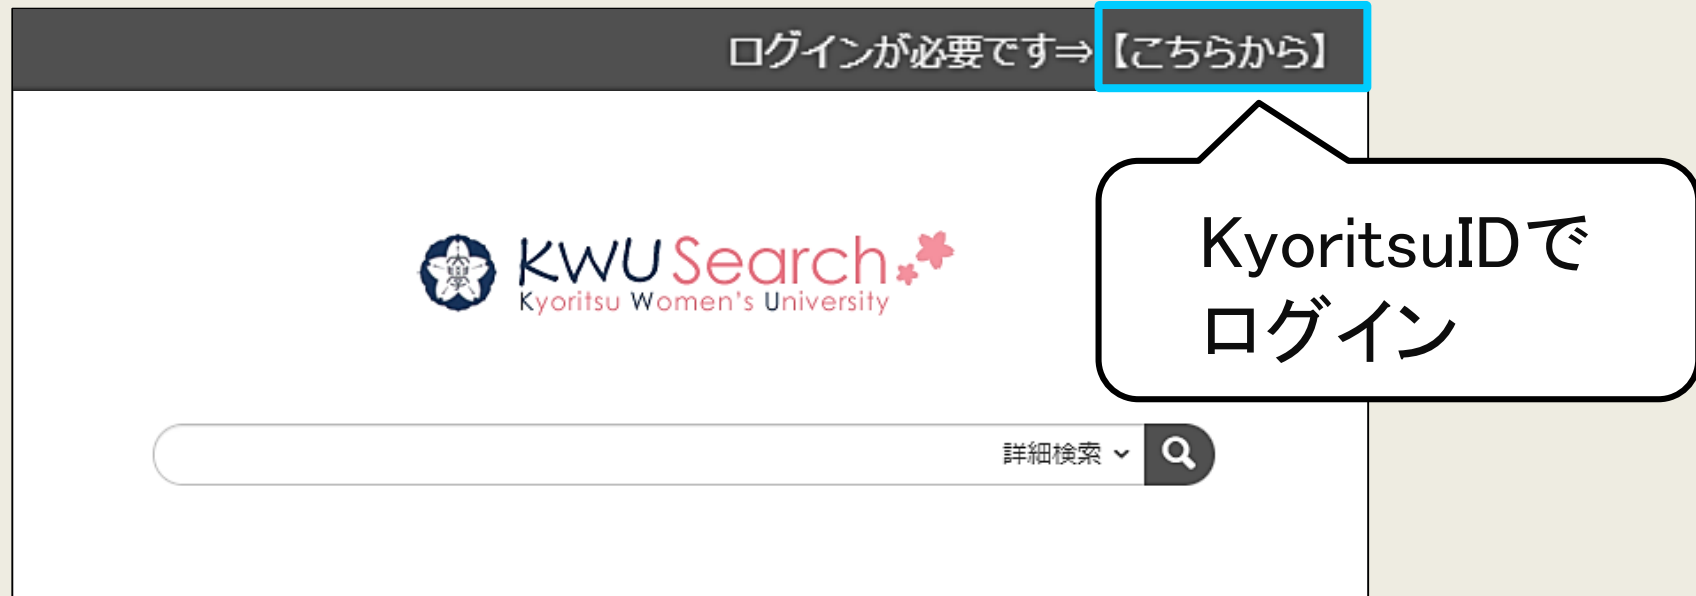 ログインが必要です⇒【こちらから】
KyoritsuIDで
ログイン
KWU Search
Kyoritsu Women's University
詳細検索